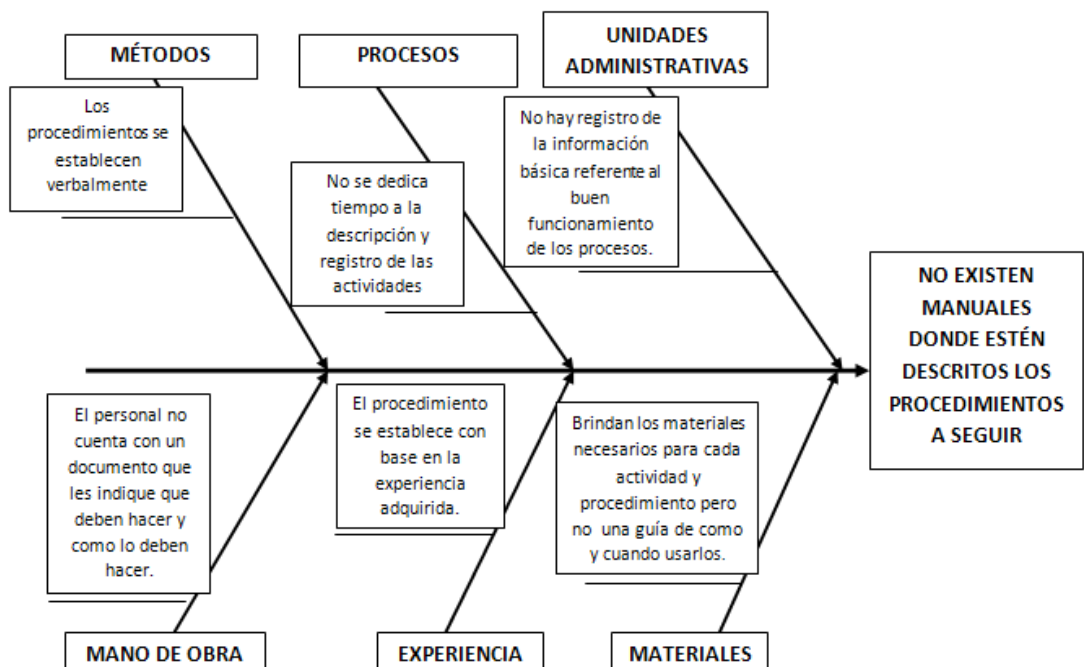 MÉTODOS
PROCESOS
UNIDADES
ADMINISTRATIVAS
Los
procedimientos se
establecen
verbalmente
No se dedica
tiempo a la
descripción y
registro de las
actividades
No hay registro de
la información
básica referente al
buen
funcionamiento
de los procesos.
NO EXISTEN
MANUALES
DONDE ESTÉN
DESCRITOS LOS
PROCEDIMIENTOS
A SEGUIR
El personal no
cuenta con un
documento que
les indique que
deben hacer y
como lo deben
hacer.
El procedimiento
se establece con
base en la
experiencia
adquirida.
Brindan los materiales
necesarios para cada
actividad y
procedimiento pero
no una guía de como
y cuando usarlos.
MANO DE OBRA
EXPERIENCIA
MATERIALES